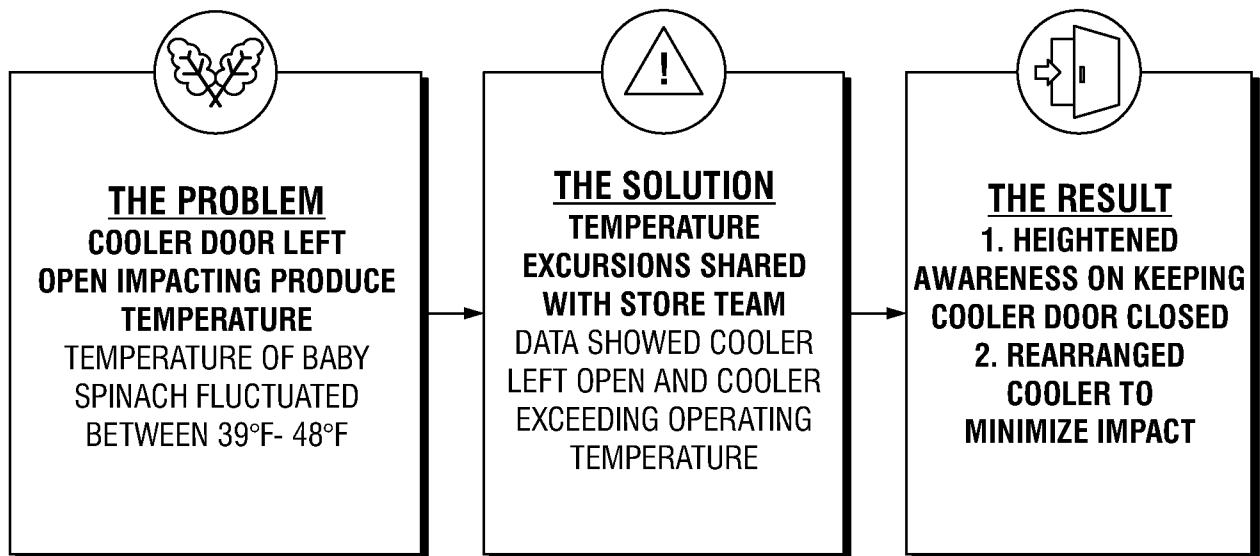 THE PROBLEM
COOLER DOOR LEFT
OPEN IMPACTING PRODUCE
TEMPERATURE
TEMPERATURE OF BABY
SPINACH FLUCTUATED
BETWEEN 39°F- 48°F
!
THE SOLUTION
TEMPERATURE
EXCURSIONS SHARED
WITH STORE TEAM
DATA SHOWED COOLER
LEFT OPEN AND COOLER
EXCEEDING OPERATING
TEMPERATURE
THE RESULT
1. HEIGHTENED
AWARENESS ON KEEPING
COOLER DOOR CLOSED
2. REARRANGED
COOLER TO
MINIMIZE IMPACT